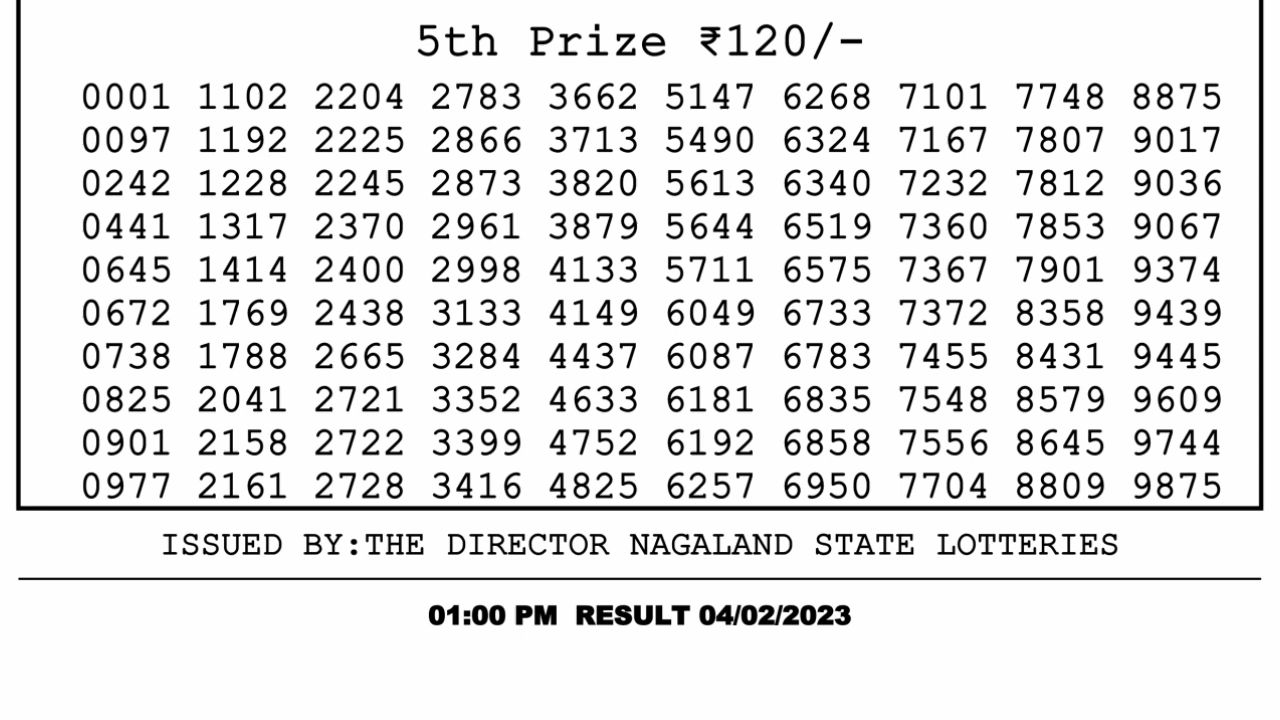 5th Prize ₹120/-
0001 1102 2204 2783 3662 5147 6268 7101 7748 8875
0097 1192 2225 2866 3713 5490 6324 7167 7807 9017
0242 1228 2245 2873 3820 5613 6340 7232 7812 9036
0441 1317 2370 2961 3879 5644 6519 7360 7853 9067
0645 1414 2400 2998 4133 5711 6575 7367 7901 9374
0672 1769 2438 3133 4149 6049 6733 7372 8358 9439
0738 1788 2665 3284 4437 6087 6783 7455 8431 9445
0825 2041 2721 3352 4633 6181 6835 7548 8579 9609
0901 2158 2722 3399 4752 6192 6858 7556 8645 9744
0977 2161 2728 3416 4825 6257 6950 7704 8809 9875
ISSUED BY:THE DIRECTOR NAGALAND STATE LOTTERIES
01:00 PM RESULT 04/02/2023